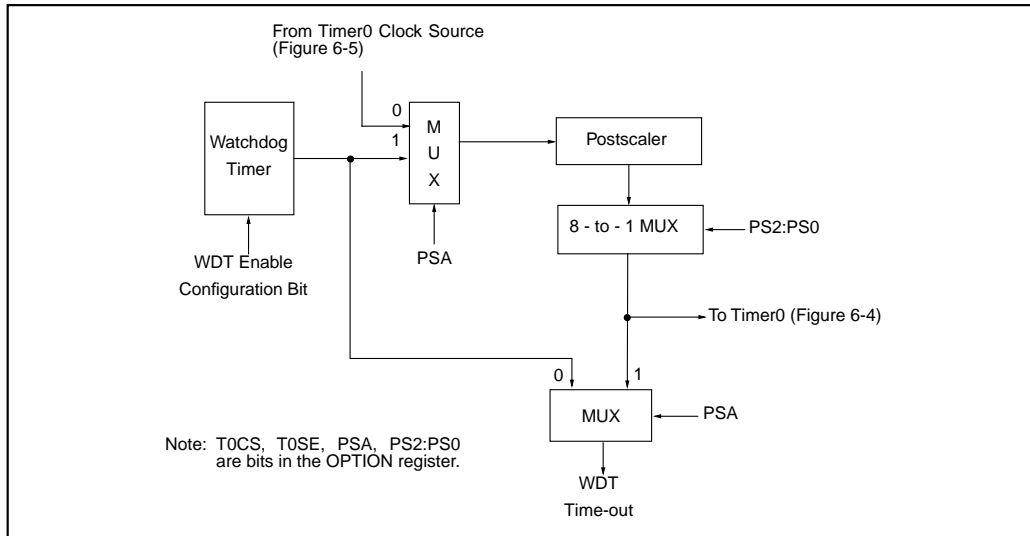 From Timer0 Clock Source
(Figure 6-5)
0
1
M
U
X
Watchdog
Timer
Postscaler
8 - to - 1 MUX
PS2:PS0
PSA
WDT Enable
Configuration Bit
To Timer0 (Figure 6-4)
0
1
MUX
PSA
Note: T0CS, T0SE, PSA, PS2:PS0
are bits in the OPTION register.
WDT
Time-out